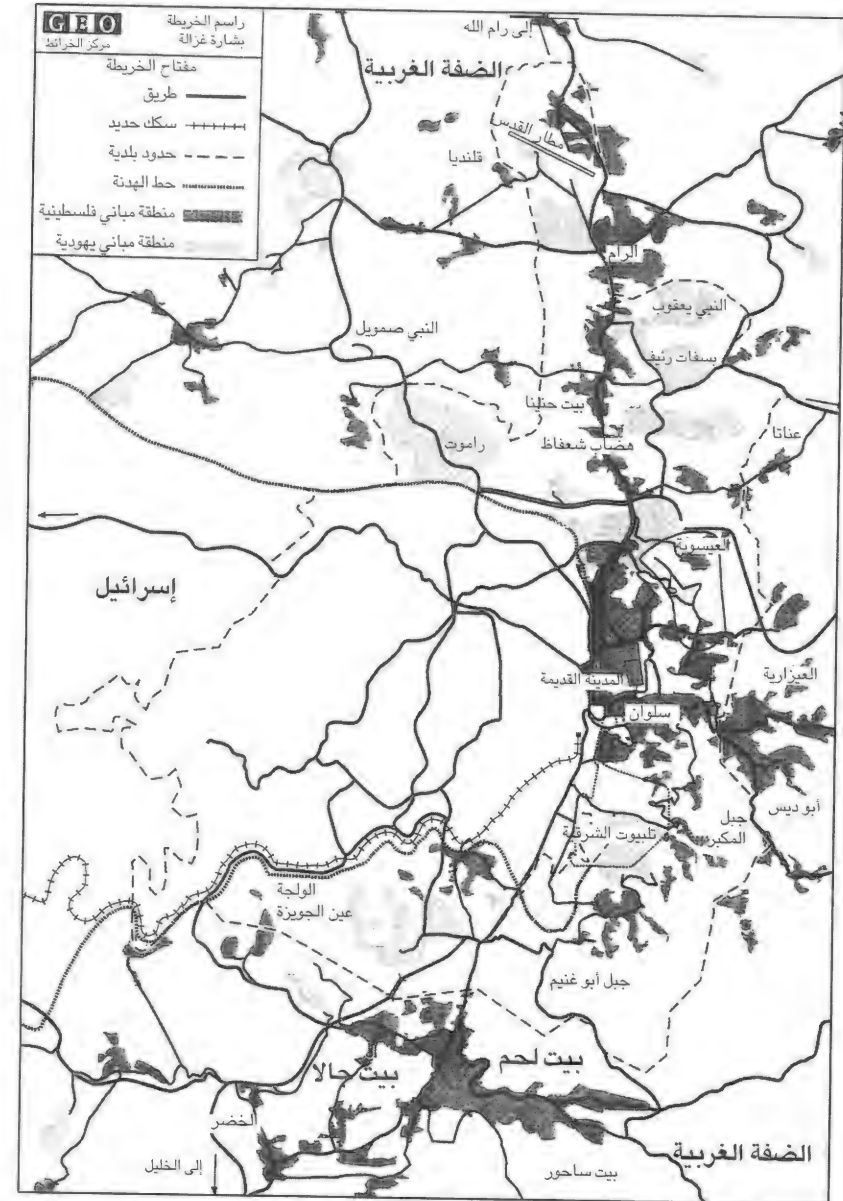 GEO
مركز الخرائط
راسم الخريطة
بشارة غزالة
مفتاح الخريطة
طريق
سكك حديد
حدود بلدية
خط الهدنة
منطقة مباني فلسطينية
منطقة مباني يهودية
إلى رام الله
الضفة الغربية
مطار القدس
قلنديا
الرام
النبي يعقوب
النبي صمويل
بسغات رئيف
بيت حنينا
عناتا
راموت
هضاب شعفاط
العيسوية
إسرائيل
العيزارية
المدينة القديمة
سلوان
أبو ديس
جبل
المكبر
تلبيوت الشرقية
الولجة
عين الجويزة
جبل أبو غنيم
بيت لحم
بيت جالا
الخضر
الضفة الغربية
إلى الخليل
بيت ساحور